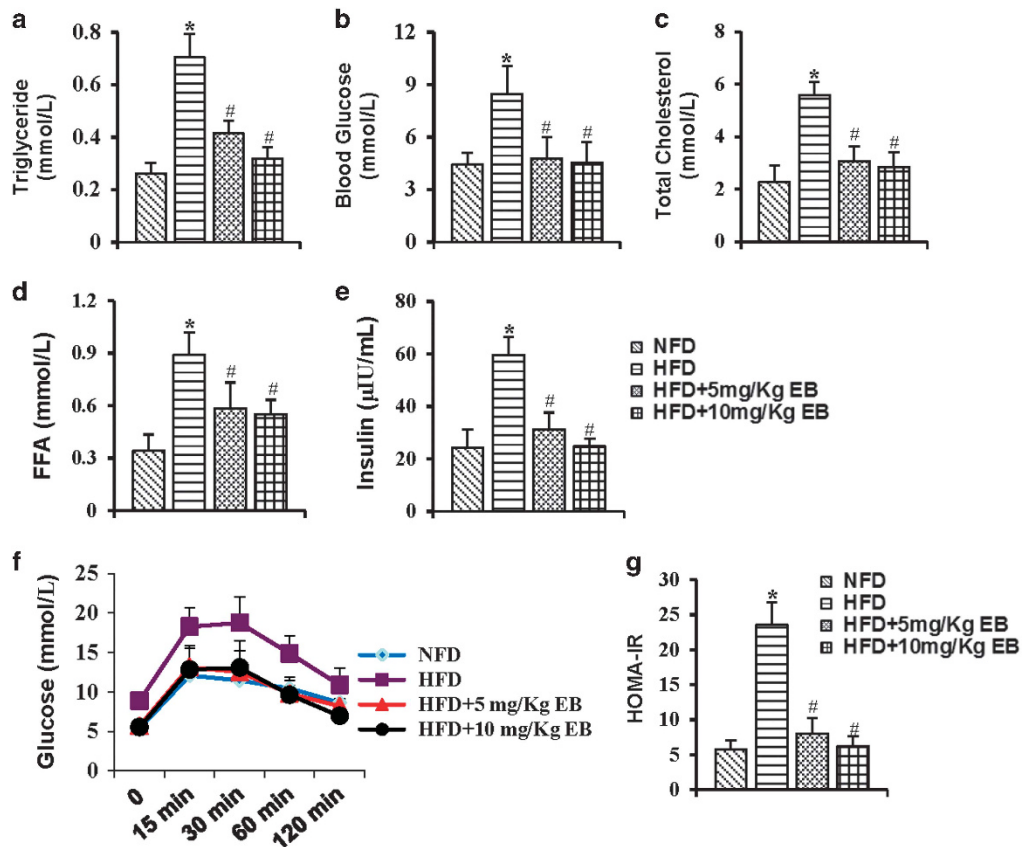 a
Triglyceride
(mmol/L)
0.8
0.6
0.4
0.2
0
*
#
#
b
Blood Glucose
(mmol/L)
12
9
6
3
0
*
#
#
c
Total Cholesterol
(mmol/L)
8
6
4
2
0
*
#
#
d
FFA (mmol/L)
1.2
0.9
0.6
0.3
0
*
#
#
e
Insulin (µIU/mL)
80
60
40
20
0
*
#
#
NFD
HFD
HFD+5mg/Kg EB
HFD+10mg/Kg EB
f
Glucose (mmol/L)
25
20
15
10
5
0
0
15 min
30 min
60 min
120 min
NFD
HFD
HFD+5 mg/Kg EB
HFD+10 mg/Kg EB
g
HOMA-IR
30
25
20
15
10
5
0
*
#
#
NFD
HFD
HFD+5mg/Kg EB
HFD+10mg/Kg EB